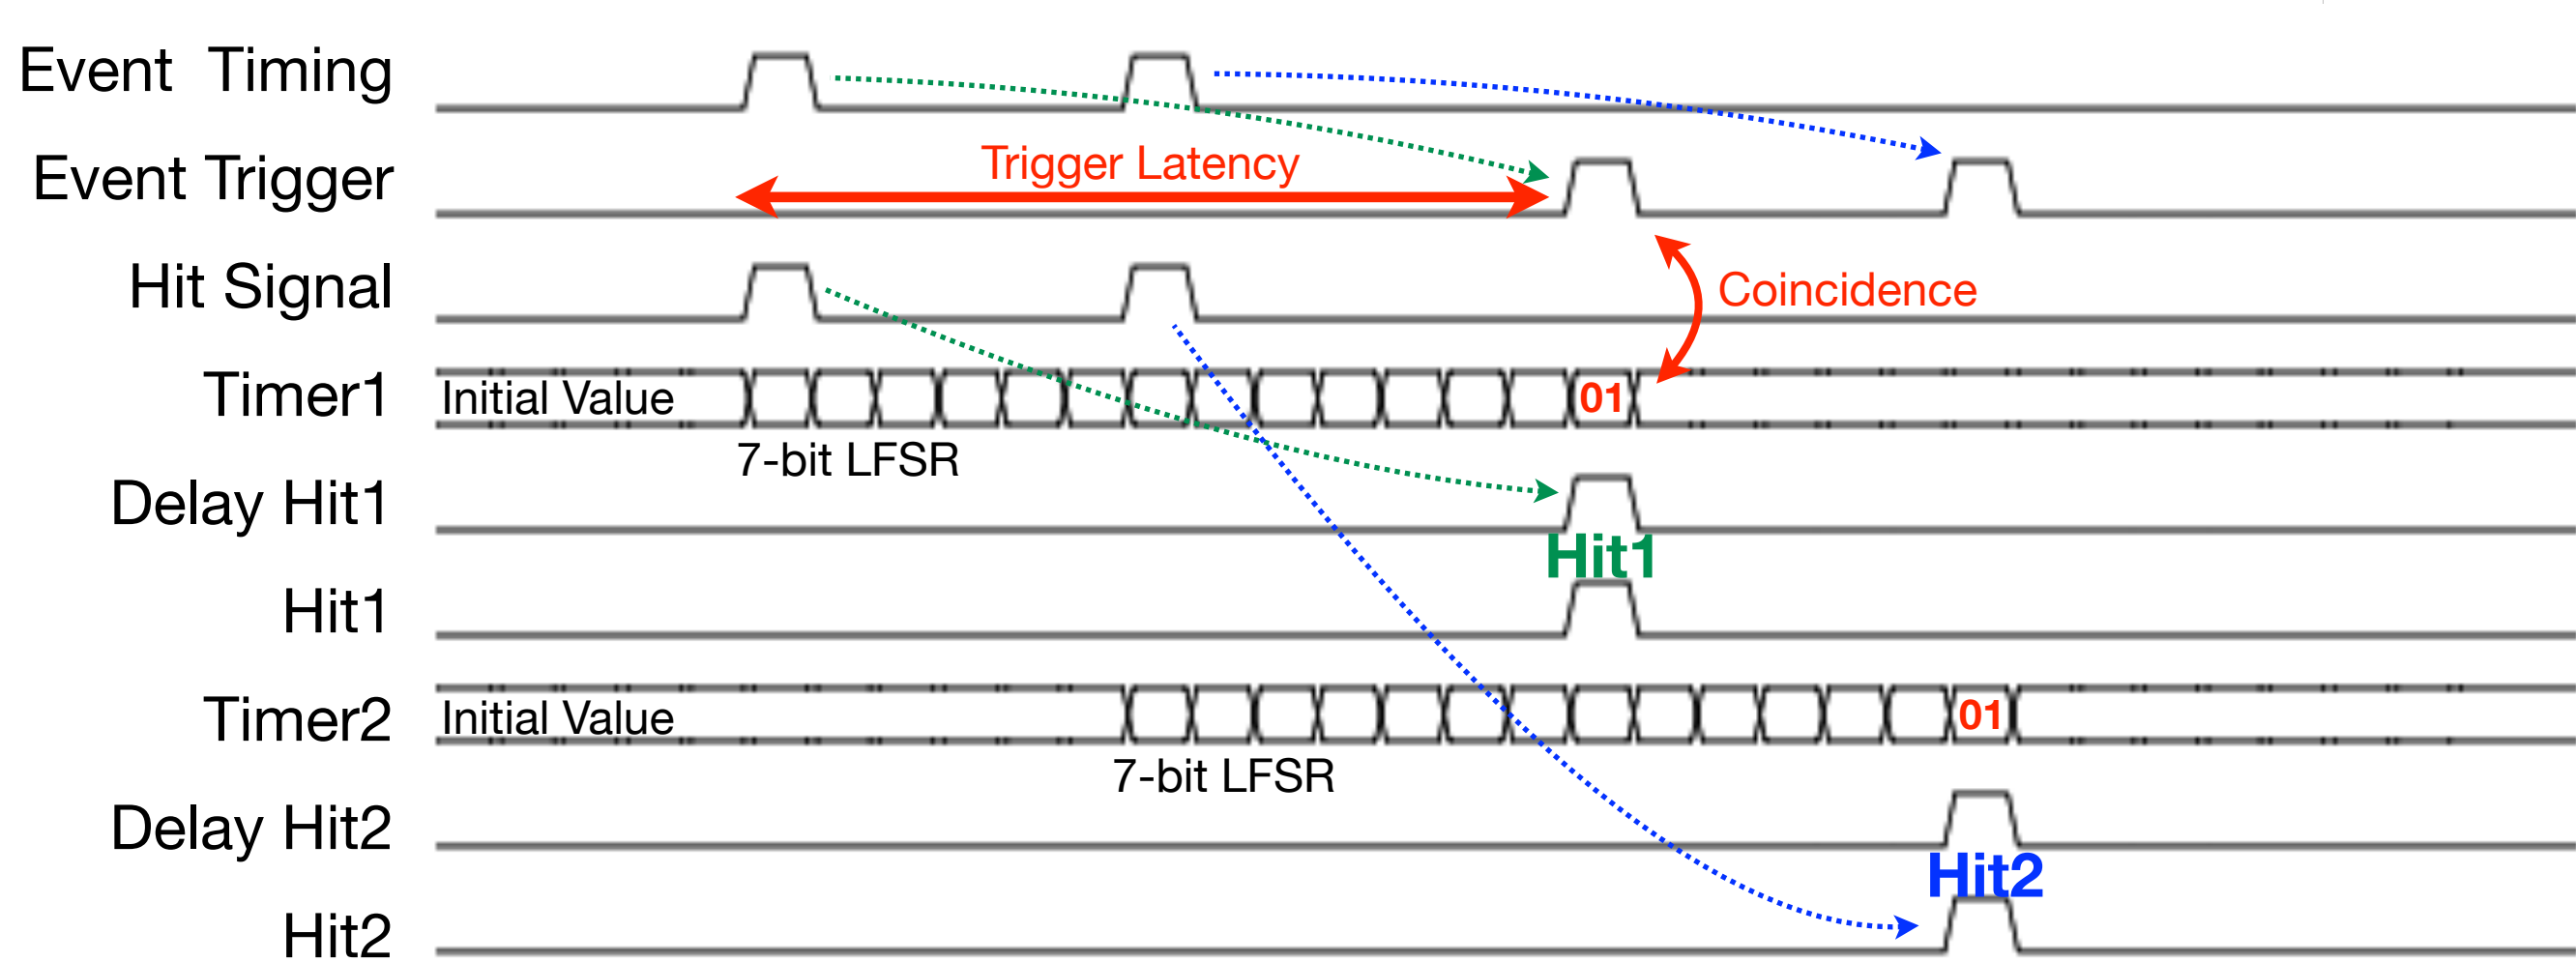 Event Timing
Event Trigger
Trigger Latency
Hit Signal
Coincidence
Timer1
Initial Value
01
7-bit LFSR
Delay Hit1
Hit1
Hit1
Timer2
Initial Value
01
7-bit LFSR
Delay Hit2
Hit2
Hit2